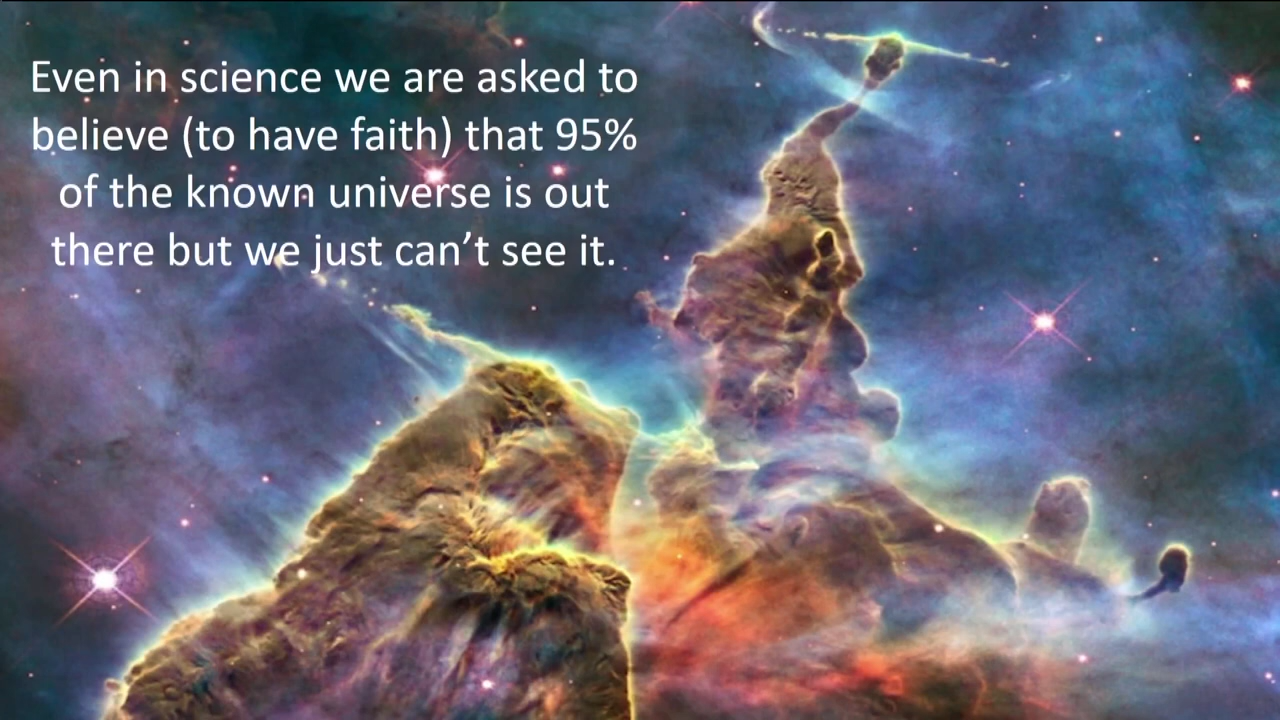 Even in science we are asked to
believe (to have faith) that 95%
of the known universe is out
there but we just can’t see it.